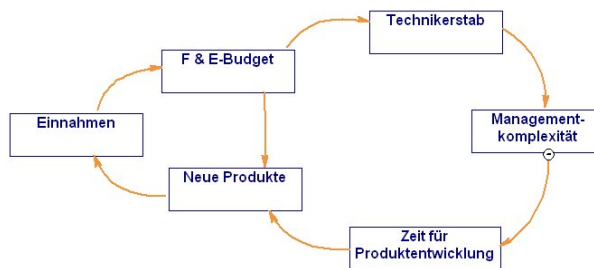 Technikerstab
F & E-Budget
Einnahmen
Management-
komplexität
Neue Produkte
Zeit für
Produktentwicklung